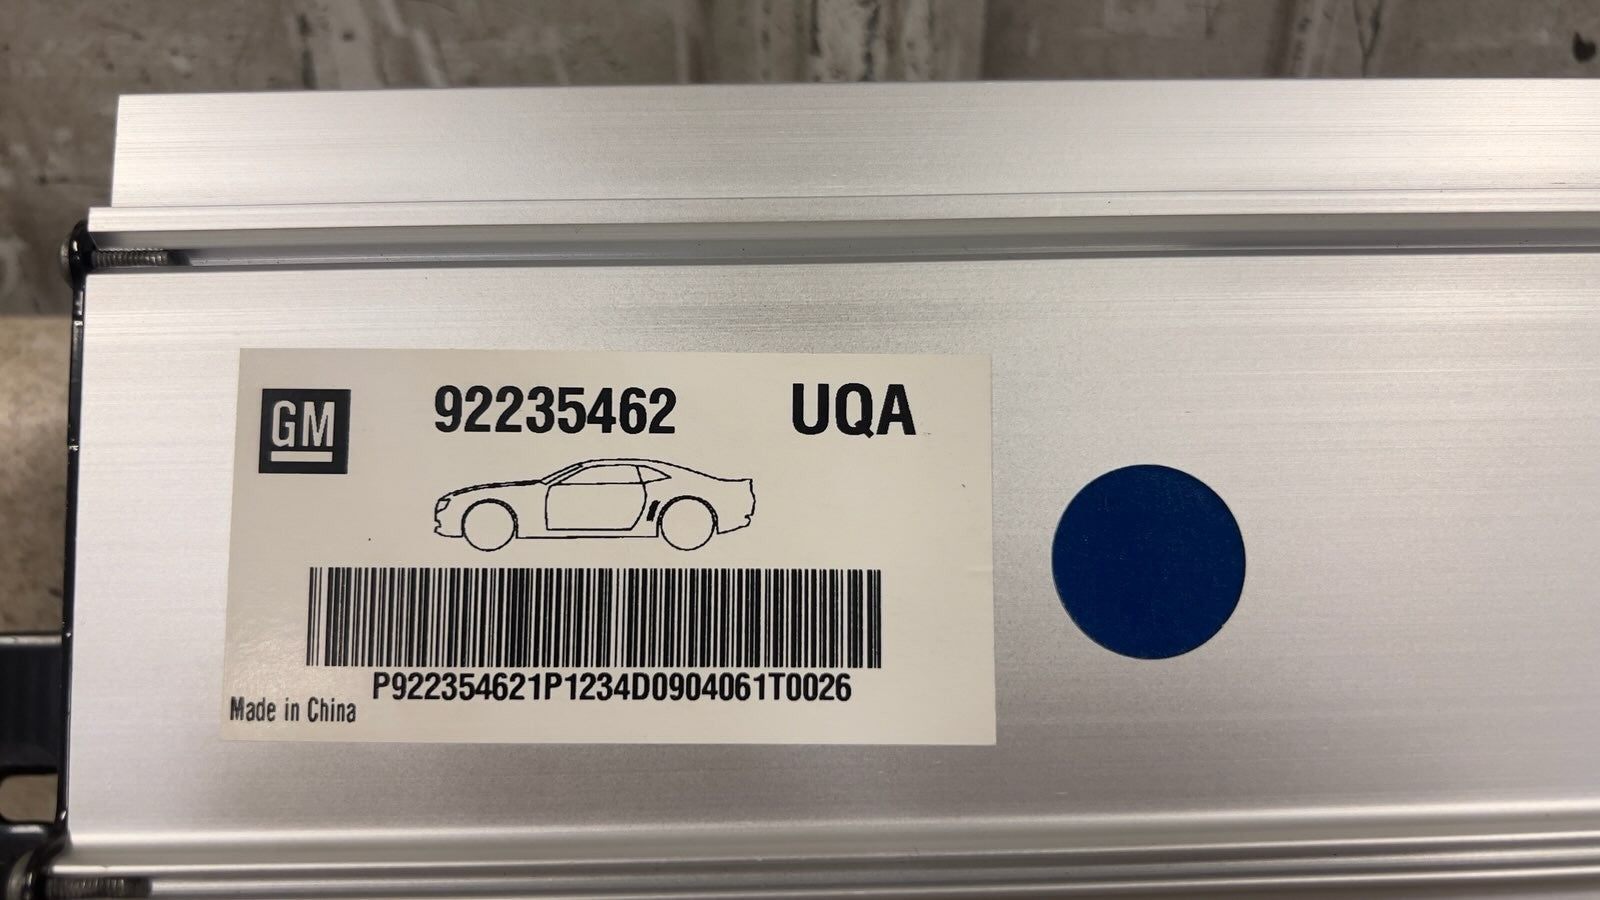 GM
92235462 UQA
P922354621P1234D0904061T0026
Made in China